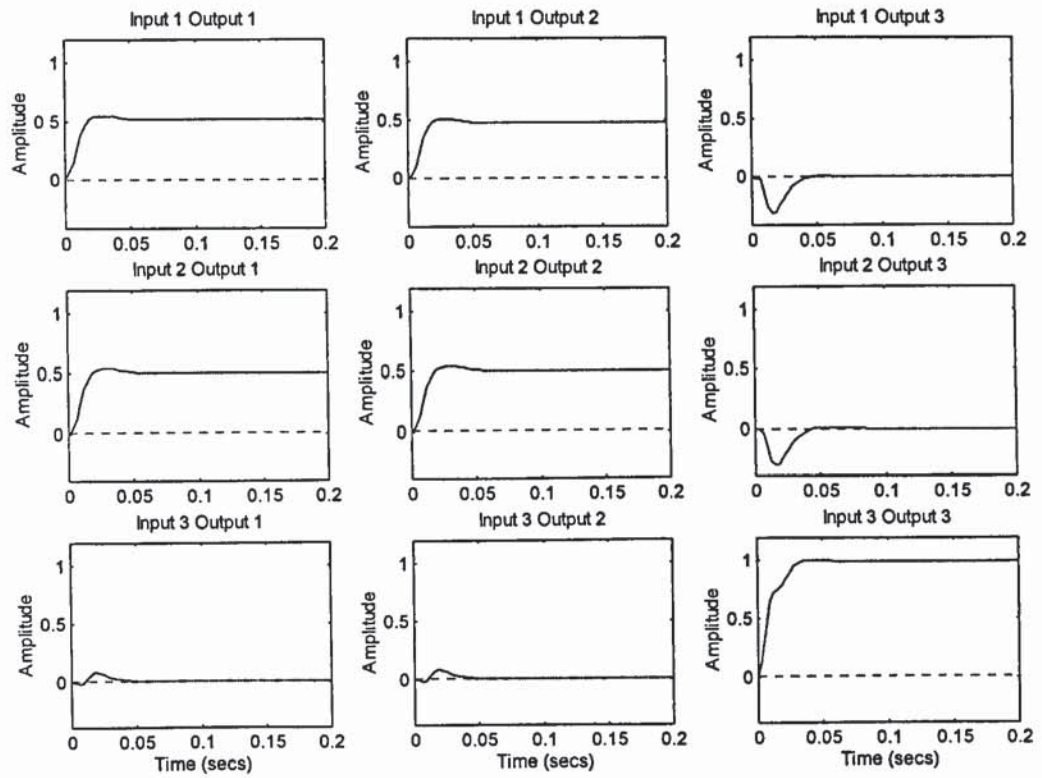 Input 1 Output 1
Input 1 Output 2
Input 1 Output 3
Amplitude
1
0.5
0
0 0.05 0.1 0.15 0.2
Amplitude
1
0.5
0
0 0.05 0.1 0.15 0.2
Amplitude
1
0.5
0
0 0.05 0.1 0.15 0.2
Input 2 Output 1
Input 2 Output 2
Input 2 Output 3
Amplitude
1
0.5
0
0 0.05 0.1 0.15 0.2
Amplitude
1
0.5
0
0 0.05 0.1 0.15 0.2
Amplitude
1
0.5
0
0 0.05 0.1 0.15 0.2
Input 3 Output 1
Input 3 Output 2
Input 3 Output 3
Amplitude
1
0.5
0
0 0.05 0.1 0.15 0.2
Time (secs)
Amplitude
1
0.5
0
0 0.05 0.1 0.15 0.2
Time (secs)
Amplitude
1
0.5
0
0 0.05 0.1 0.15 0.2
Time (secs)